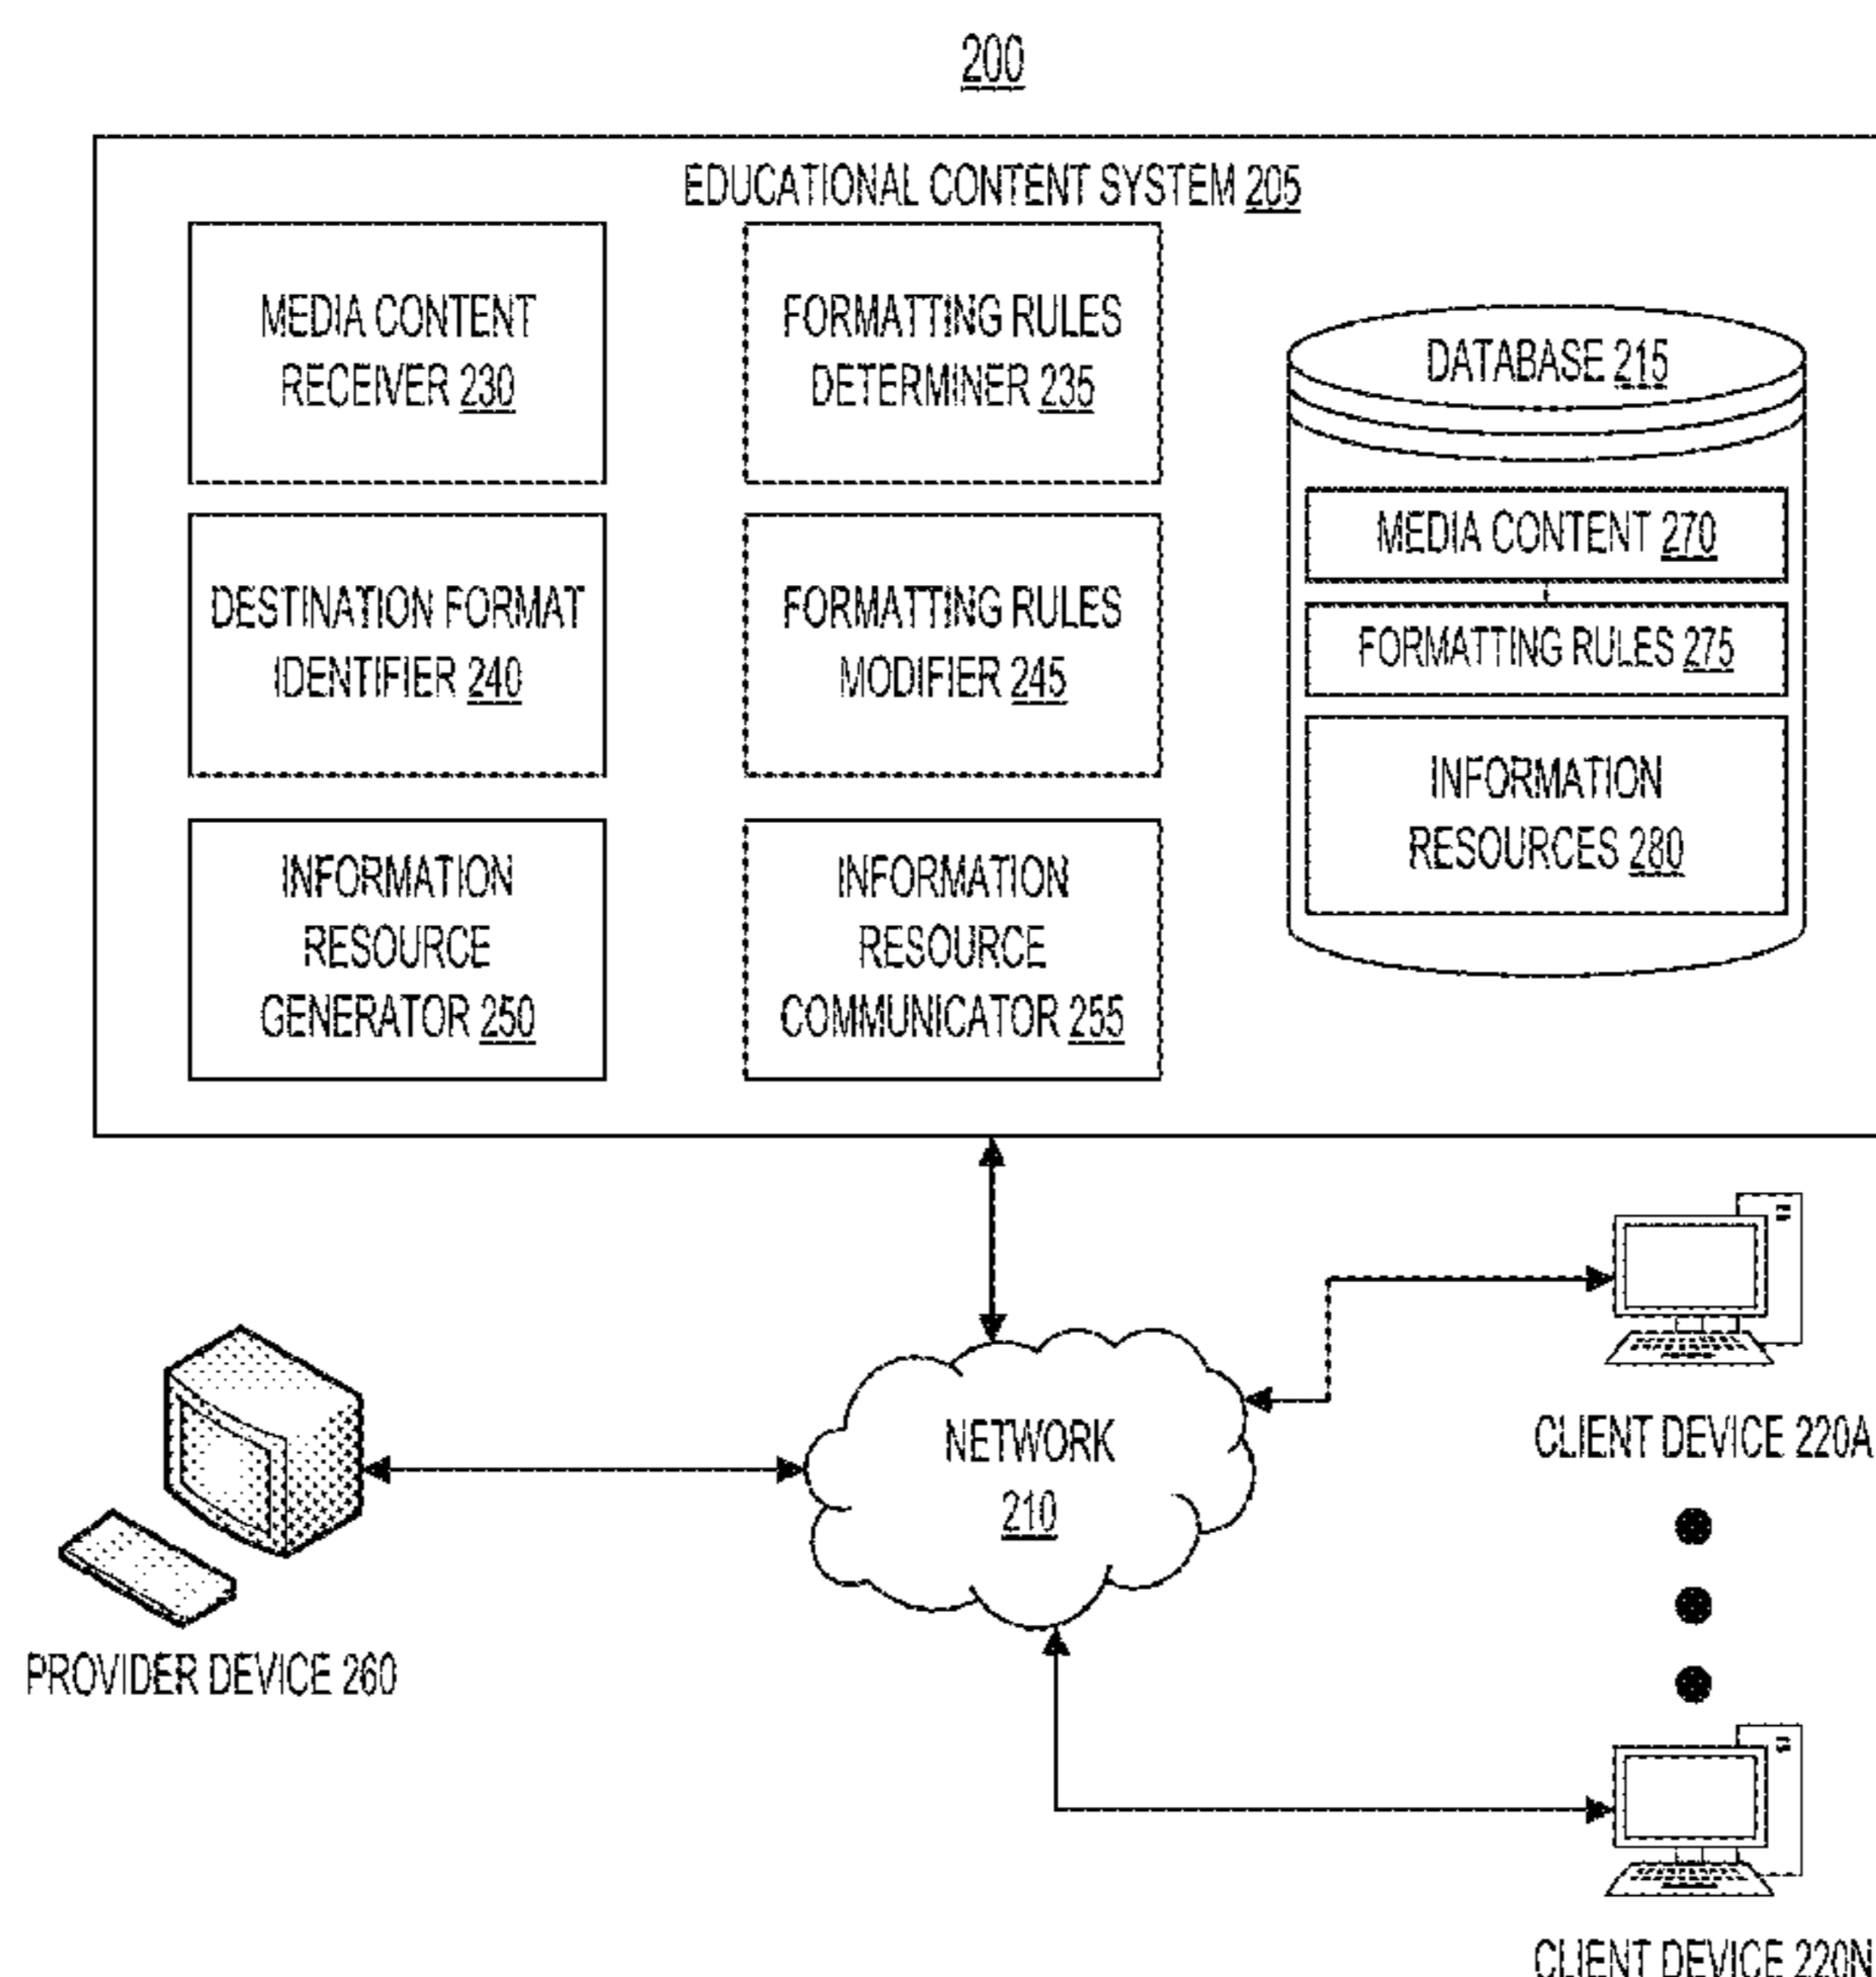 200
EDUCATIONAL CONTENT SYSTEM 205
MEDIA CONTENT
RECEIVER 230
FORMATTING RULES
DETERMINER 235
DESTINATION FORMAT
IDENTIFIER 240
FORMATTING RULES
MODIFIER 245
INFORMATION
RESOURCE
GENERATOR 250
INFORMATION
RESOURCE
COMMUNICATOR 255
DATABASE 215
MEDIA CONTENT 270
FORMATTING RULES 275
INFORMATION
RESOURCES 280
NETWORK
210
PROVIDER DEVICE 260
CLIENT DEVICE 220A
CLIENT DEVICE 220N